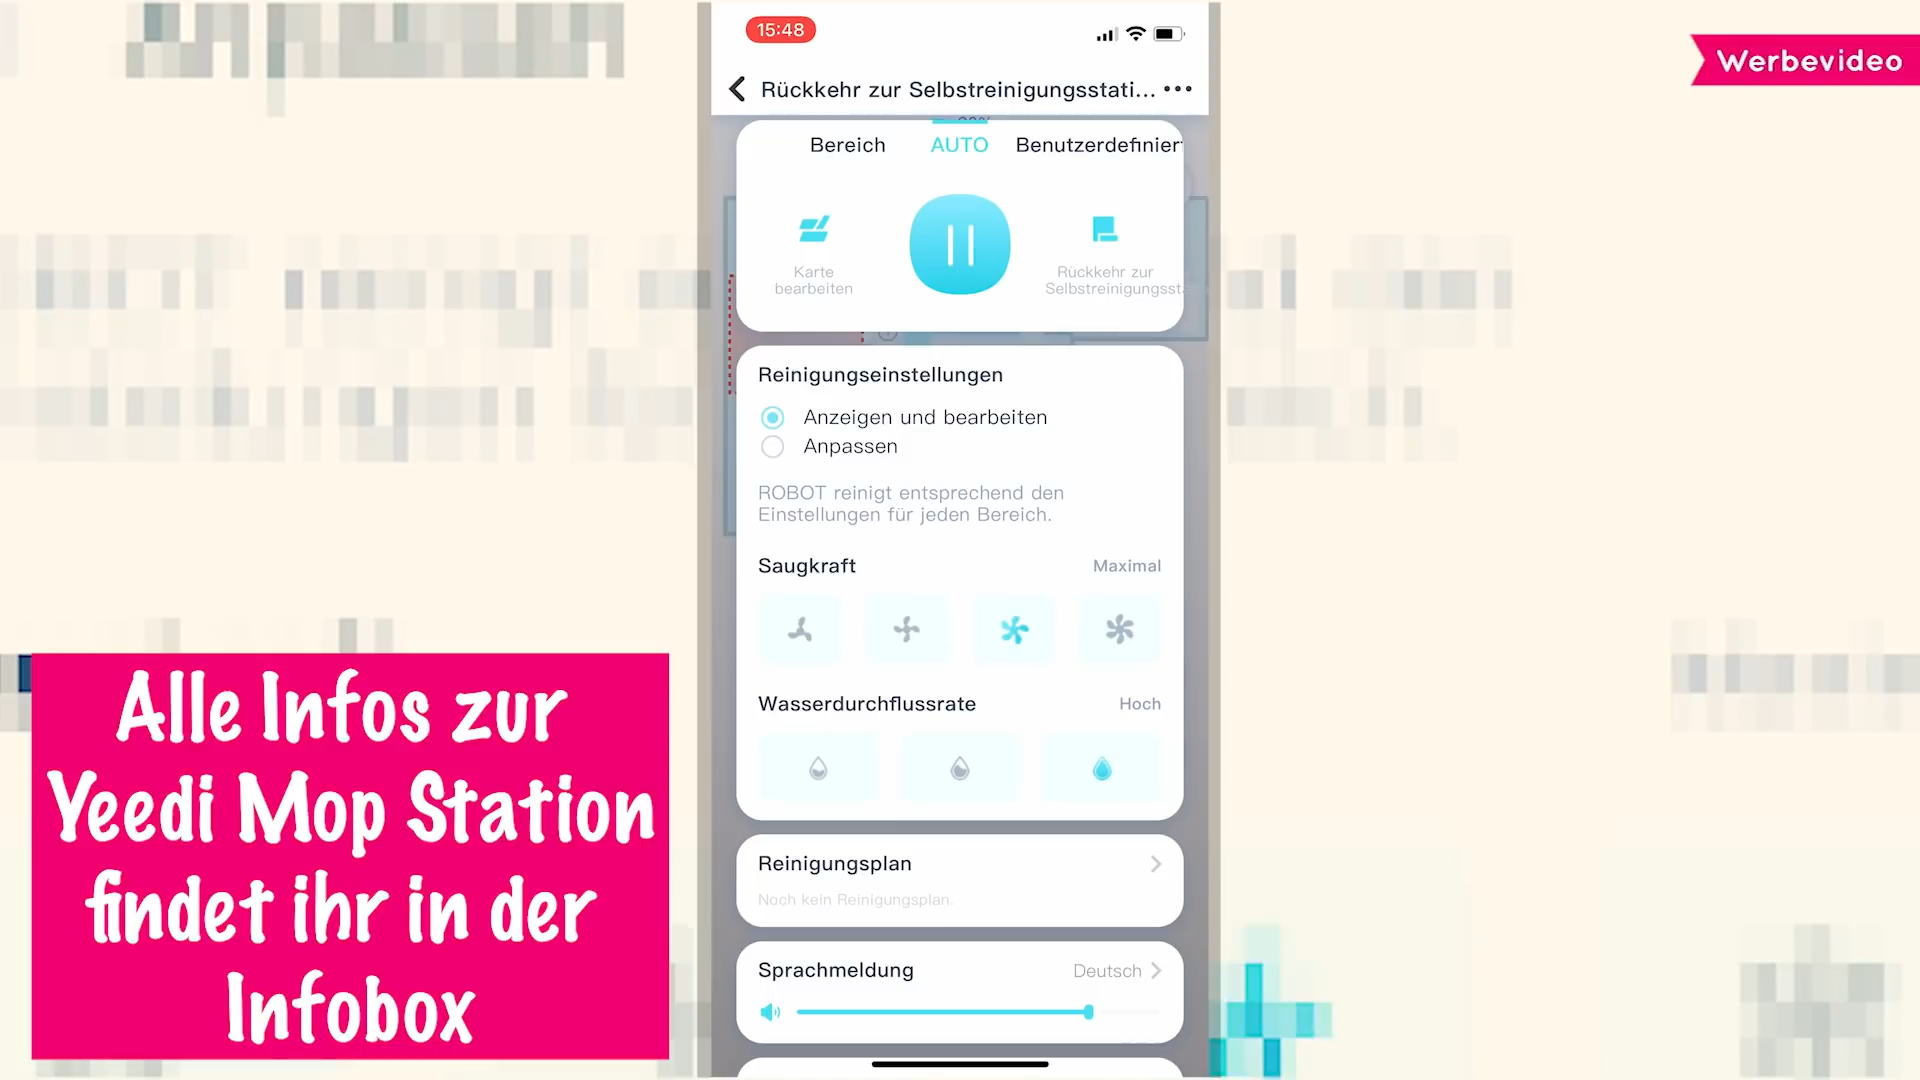 15:48
Werbevideo
Rückkehr zur Selbstreinigungsstati...
Bereich
AUTO
Benutzerdefinier
Karte
bearbeiten
Rückkehr zur
Selbstreinigungsst
Reinigungseinstellungen
Anzeigen und bearbeiten
Anpassen
ROBOT reinigt entsprechend den
Einstellungen für jeden Bereich.
Saugkraft Maximal
Wasserdurchflussrate Hoch
Reinigungsplan
Noch kein Reinigungsplan.
Sprachmeldung Deutsch
Alle Infos zur
Yeedi Mop Station
findet ihr in der
Infobox